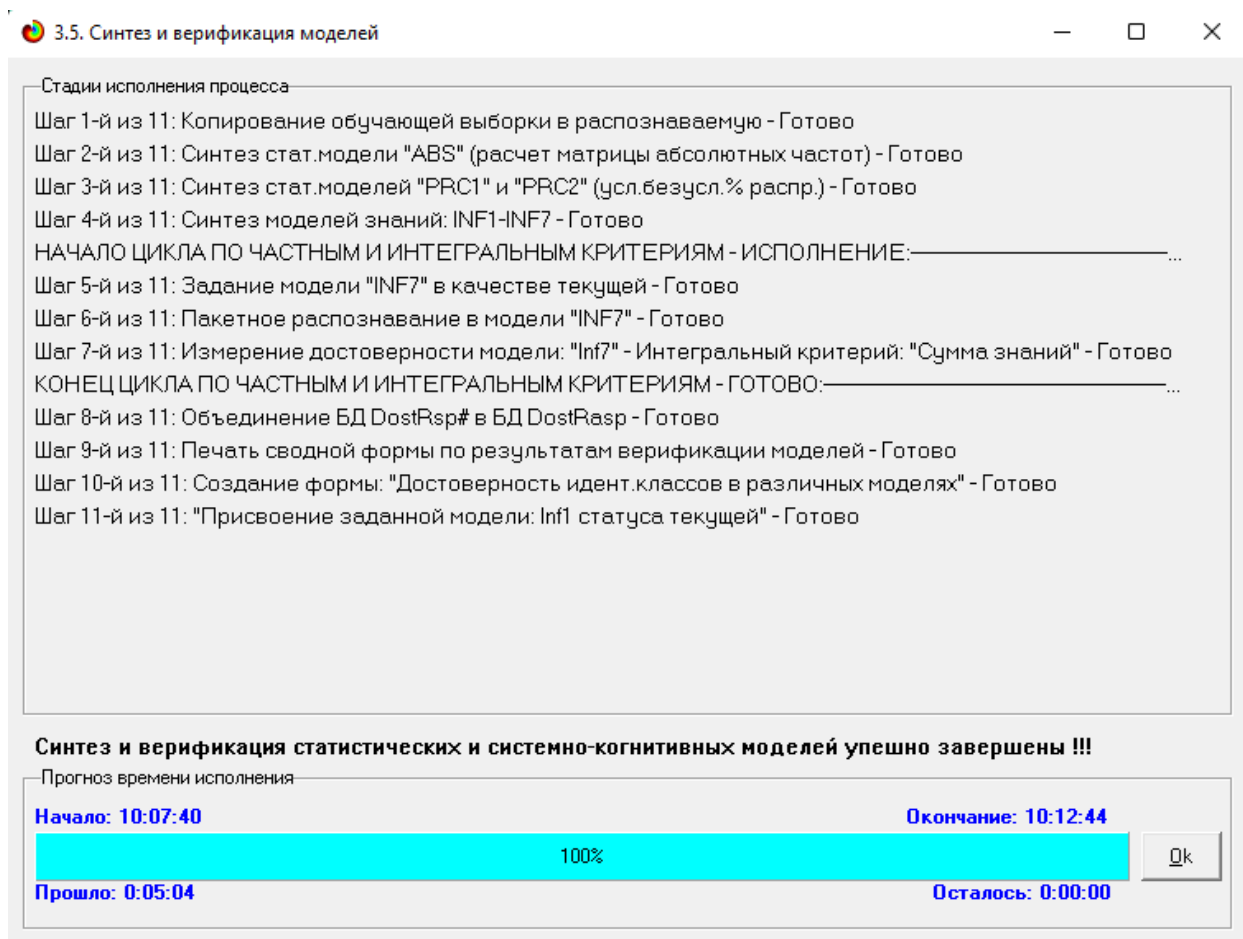 3.5. Синтез и верификация моделей
Стадии исполнения процесса
Шаг 1-й из 11: Копирование обучающей выборки в распознаваемую - Готово
Шаг 2-й из 11: Синтез стат.модели "ABS" (расчет матрицы абсолютных частот) - Готово
Шаг 3-й из 11: Синтез стат.моделей "PRC1" и "PRC2" (усл.безусл.% распр.) - Готово
Шаг 4-й из 11: Синтез моделей знаний: INF1-INF7 - Готово
НАЧАЛО ЦИКЛА ПО ЧАСТНЫМ И ИНТЕГРАЛЬНЫМ КРИТЕРИЯМ - ИСПОЛНЕНИЕ:————————————...
Шаг 5-й из 11: Задание модели "INF7" в качестве текущей - Готово
Шаг 6-й из 11: Пакетное распознавание в модели "INF7" - Готово
Шаг 7-й из 11: Измерение достоверности модели: "Inf7" - Интегральный критерий: "Сумма знаний" - Готово
КОНЕЦ ЦИКЛА ПО ЧАСТНЫМ И ИНТЕГРАЛЬНЫМ КРИТЕРИЯМ - ГОТОВО:————————————————...
Шаг 8-й из 11: Объединение БД DostRsp# в БД DostRasp - Готово
Шаг 9-й из 11: Печать сводной формы по результатам верификации моделей - Готово
Шаг 10-й из 11: Создание формы: "Достоверность идент.классов в различных моделях" - Готово
Шаг 11-й из 11: "Присвоение заданной модели: Inf1 статуса текущей" - Готово
Синтез и верификация статистических и системно-когнитивных моделей упешно завершены !!!
Прогноз времени исполнения
Начало: 10:07:40 Окончание: 10:12:44
100% Ok
Прошло: 0:05:04 Осталось: 0:00:00